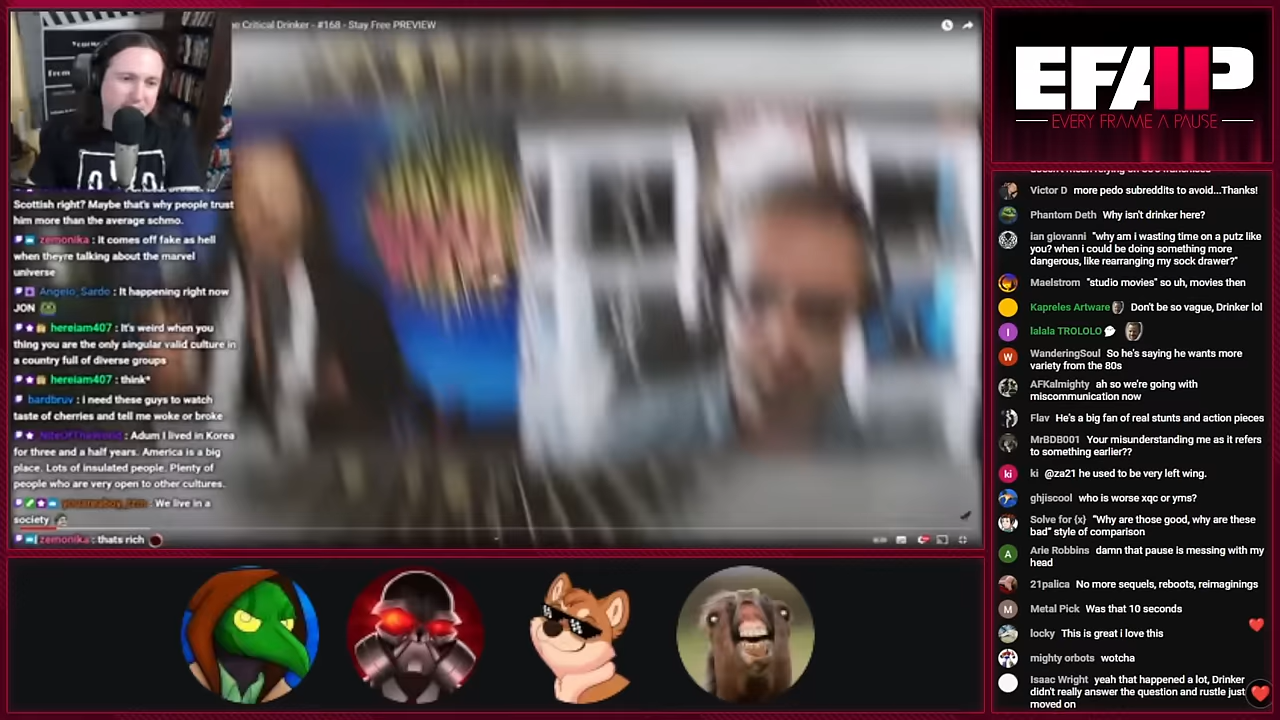 e Critical Drinker - #168 - Stay Free PREVIEW
From
Scottish right? Maybe that's why people trust
him more than the average schmo.
zemonika : it comes off fake as hell
when theyre talking about the marvel
universe
Angelo_Sardo : It happening right now
JON
hereiam407 : It's weird when you
thing you are the only singular valid culture in
a country full of diverse groups
hereiam407 : think*
bardbruv : i need these guys to watch
taste of cherries and tell me woke or broke
: Adum I lived in Korea
for three and a half years. America is a big
place. Lots of insulated people. Plenty of
people who are very open to other cultures.
: We live in a
society
zemonika : thats rich
EFAP
EVERY FRAME A PAUSE
Victor D more pedo subreddits to avoid...Thanks!
Phantom Deth Why isn't drinker here?
ian giovanni "why am i wasting time on a putz like
you? when i could be doing something more
dangerous, like rearranging my sock drawer?"
Maelstrom "studio movies" so uh, movies then
Kapreles Artware Don't be so vague, Drinker lol
lalala TROLOLO
W
WanderingSoul So he's saying he wants more
variety from the 80s
AFKalmighty ah so we're going with
miscommunication now
Flav He's a big fan of real stunts and action pieces
MrBDB001 Your misunderstanding me as it refers
to something earlier??
ki
ki @za21 he used to be very left wing.
ghjiscool who is worse xqc or yms?
Solve for {x} "Why are those good, why are these
bad" style of comparison
A
Arie Robbins damn that pause is messing with my
head
21palica No more sequels, reboots, reimaginings
M
Metal Pick Was that 10 seconds
locky This is great i love this
mighty orbots wotcha
Isaac Wright yeah that happened a lot, Drinker
didn't really answer the question and rustle just
moved on